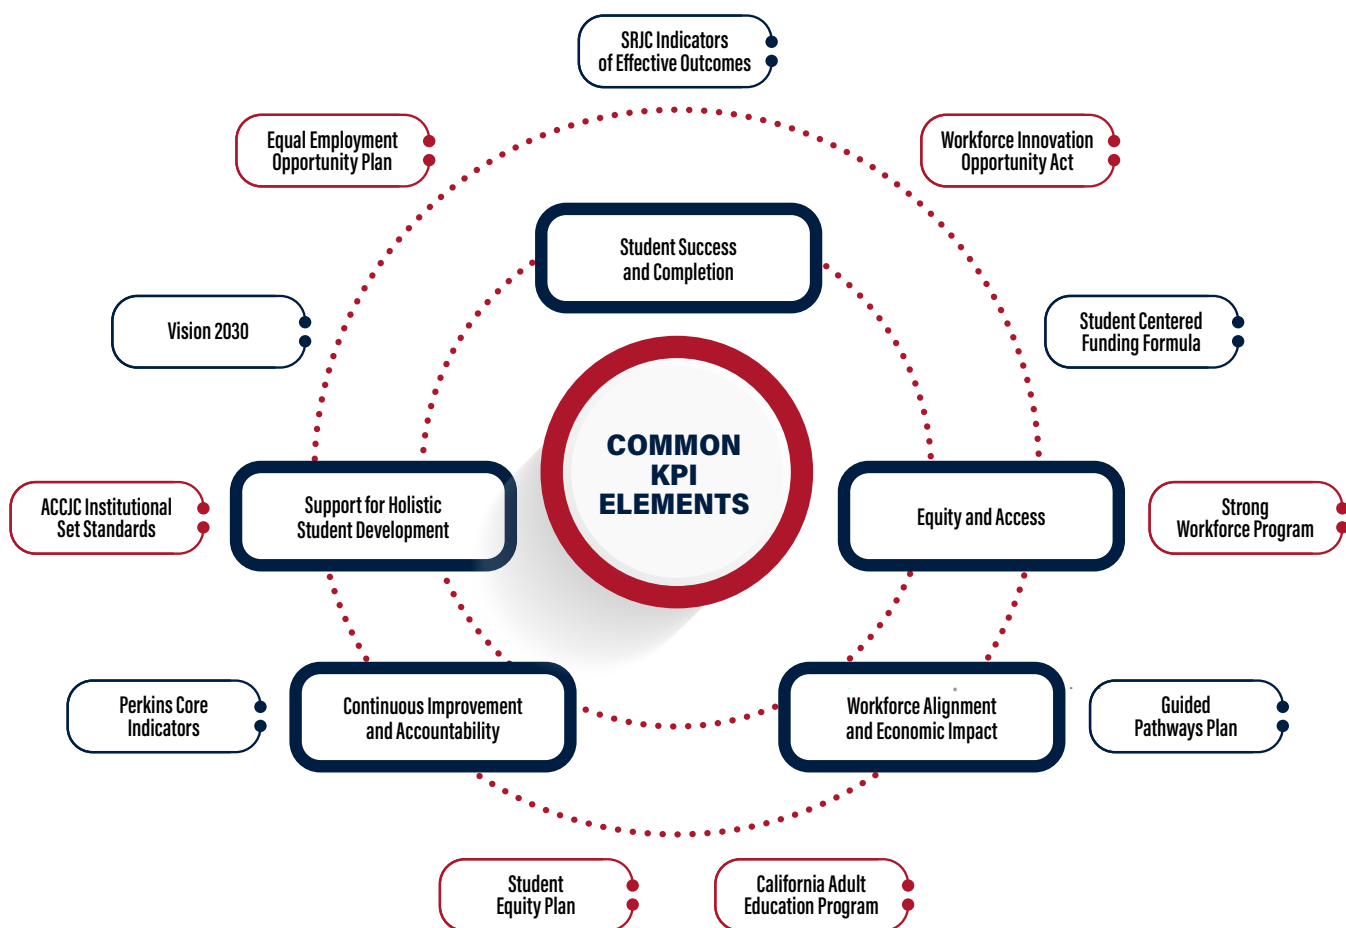 SRJC Indicators
of Effective Outcomes
Equal Employment
Opportunity Plan
Workforce Innovation
Opportunity Act
Student Success
and Completion
Vision 2030
Student Centered
Funding Formula
COMMON
KPI
ELEMENTS
ACCJC Institutional
Set Standards
Support for Holistic
Student Development
Equity and Access
Strong
Workforce Program
Perkins Core
Indicators
Continuous Improvement
and Accountability
Workforce Alignment
and Economic Impact
Guided
Pathways Plan
Student
Equity Plan
California Adult
Education Program